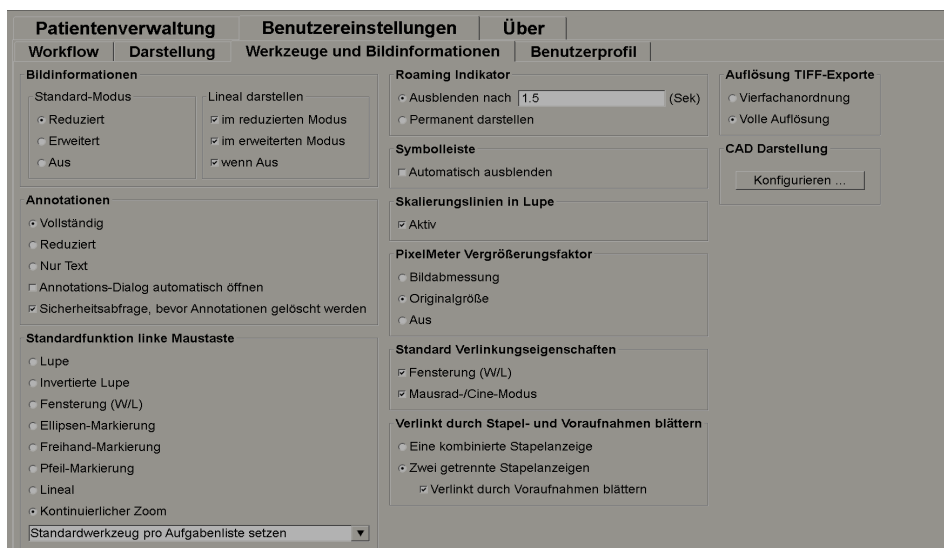 Patientenverwaltung Benutzereinstellungen Über
Workflow Darstellung Werkzeuge und Bildinformationen Benutzerprofil
Bildinformationen
Standard-Modus
Reduziert
Erweitert
Aus
Lineal darstellen
im reduzierten Modus
im erweiterten Modus
wenn Aus
Annotationen
Vollständig
Reduziert
Nur Text
Annotations-Dialog automatisch öffnen
Sicherheitsabfrage, bevor Annotationen gelöscht werden
Standardfunktion linke Maustaste
Lupe
Invertierte Lupe
Fensterung (W/L)
Ellipsen-Markierung
Freihand-Markierung
Pfeil-Markierung
Lineal
Kontinuierlicher Zoom
Standardwerkzeug pro Aufgabenliste setzen
Roaming Indikator
Ausblenden nach 1.5 (Sek)
Permanent darstellen
Symbolleiste
Automatisch ausblenden
Skalierungslinien in Lupe
Aktiv
PixelMeter Vergrößerungsfaktor
Bildabmessung
Originalgröße
Aus
Standard Verlinkungseigenschaften
Fensterung (W/L)
Mausrad-/Cine-Modus
Verlinkt durch Stapel- und Voraufnahmen blättern
Eine kombinierte Stapelanzeige
Zwei getrennte Stapelanzeigen
Verlinkt durch Voraufnahmen blättern
Auflösung TIFF-Exporte
Vierfachanordnung
Volle Auflösung
CAD Darstellung
Konfigurieren ...